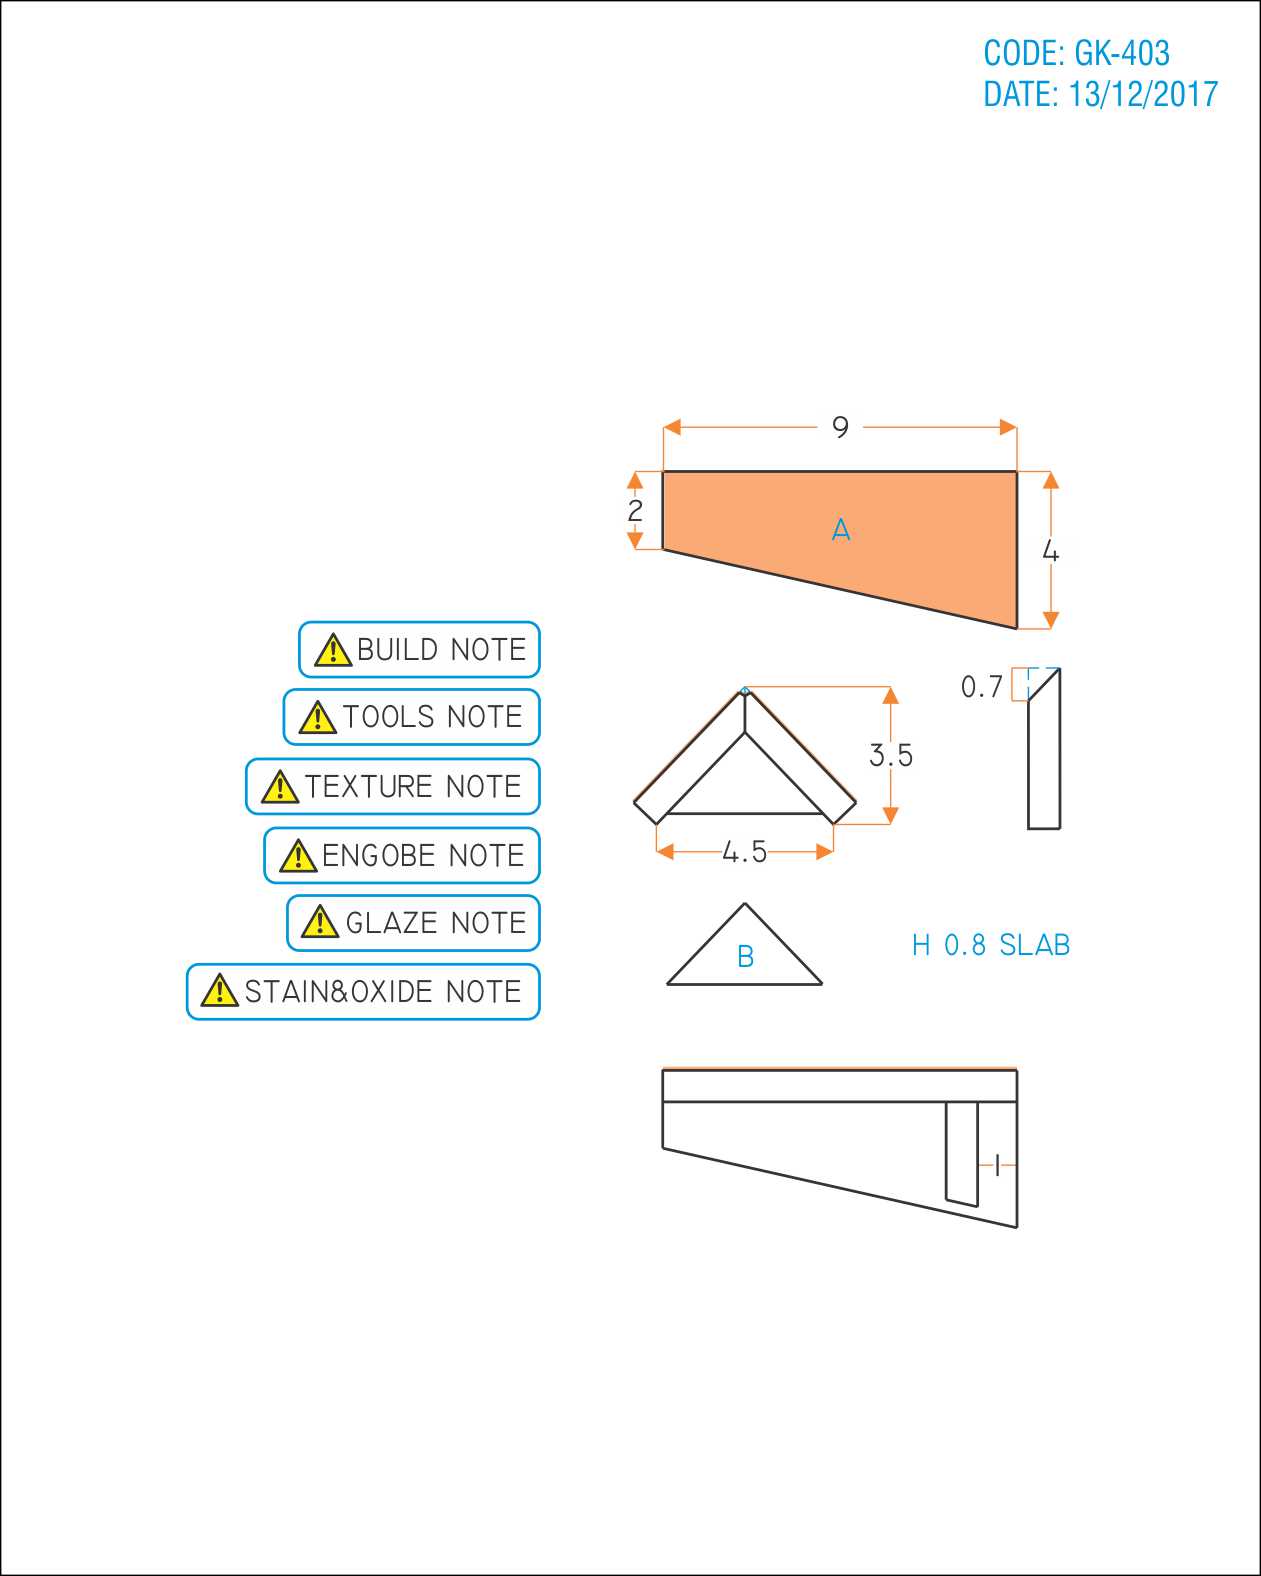 CODE: GK-403
DATE: 13/12/2017
9
2
A
4
BUILD NOTE
TOOLS NOTE
TEXTURE NOTE
ENGOBE NOTE
GLAZE NOTE
STAIN&OXIDE NOTE
0.7
3.5
4.5
B
H 0.8 SLAB
1